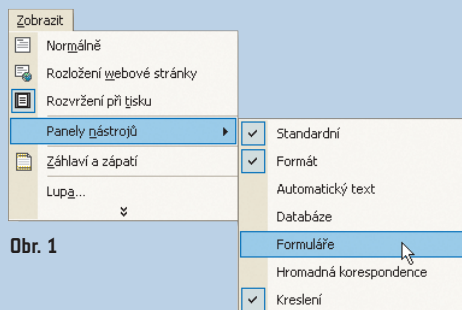 Zobrazit
Normálně
Rozložení webové stránky
Rozvržení při tisku
Panely nástrojů
Záhlaví a zápatí
Lupa...
Standardní
Formát
Automatický text
Databáze
Formuláře
Hromadná korespondence
Kreslení
Obr. 1